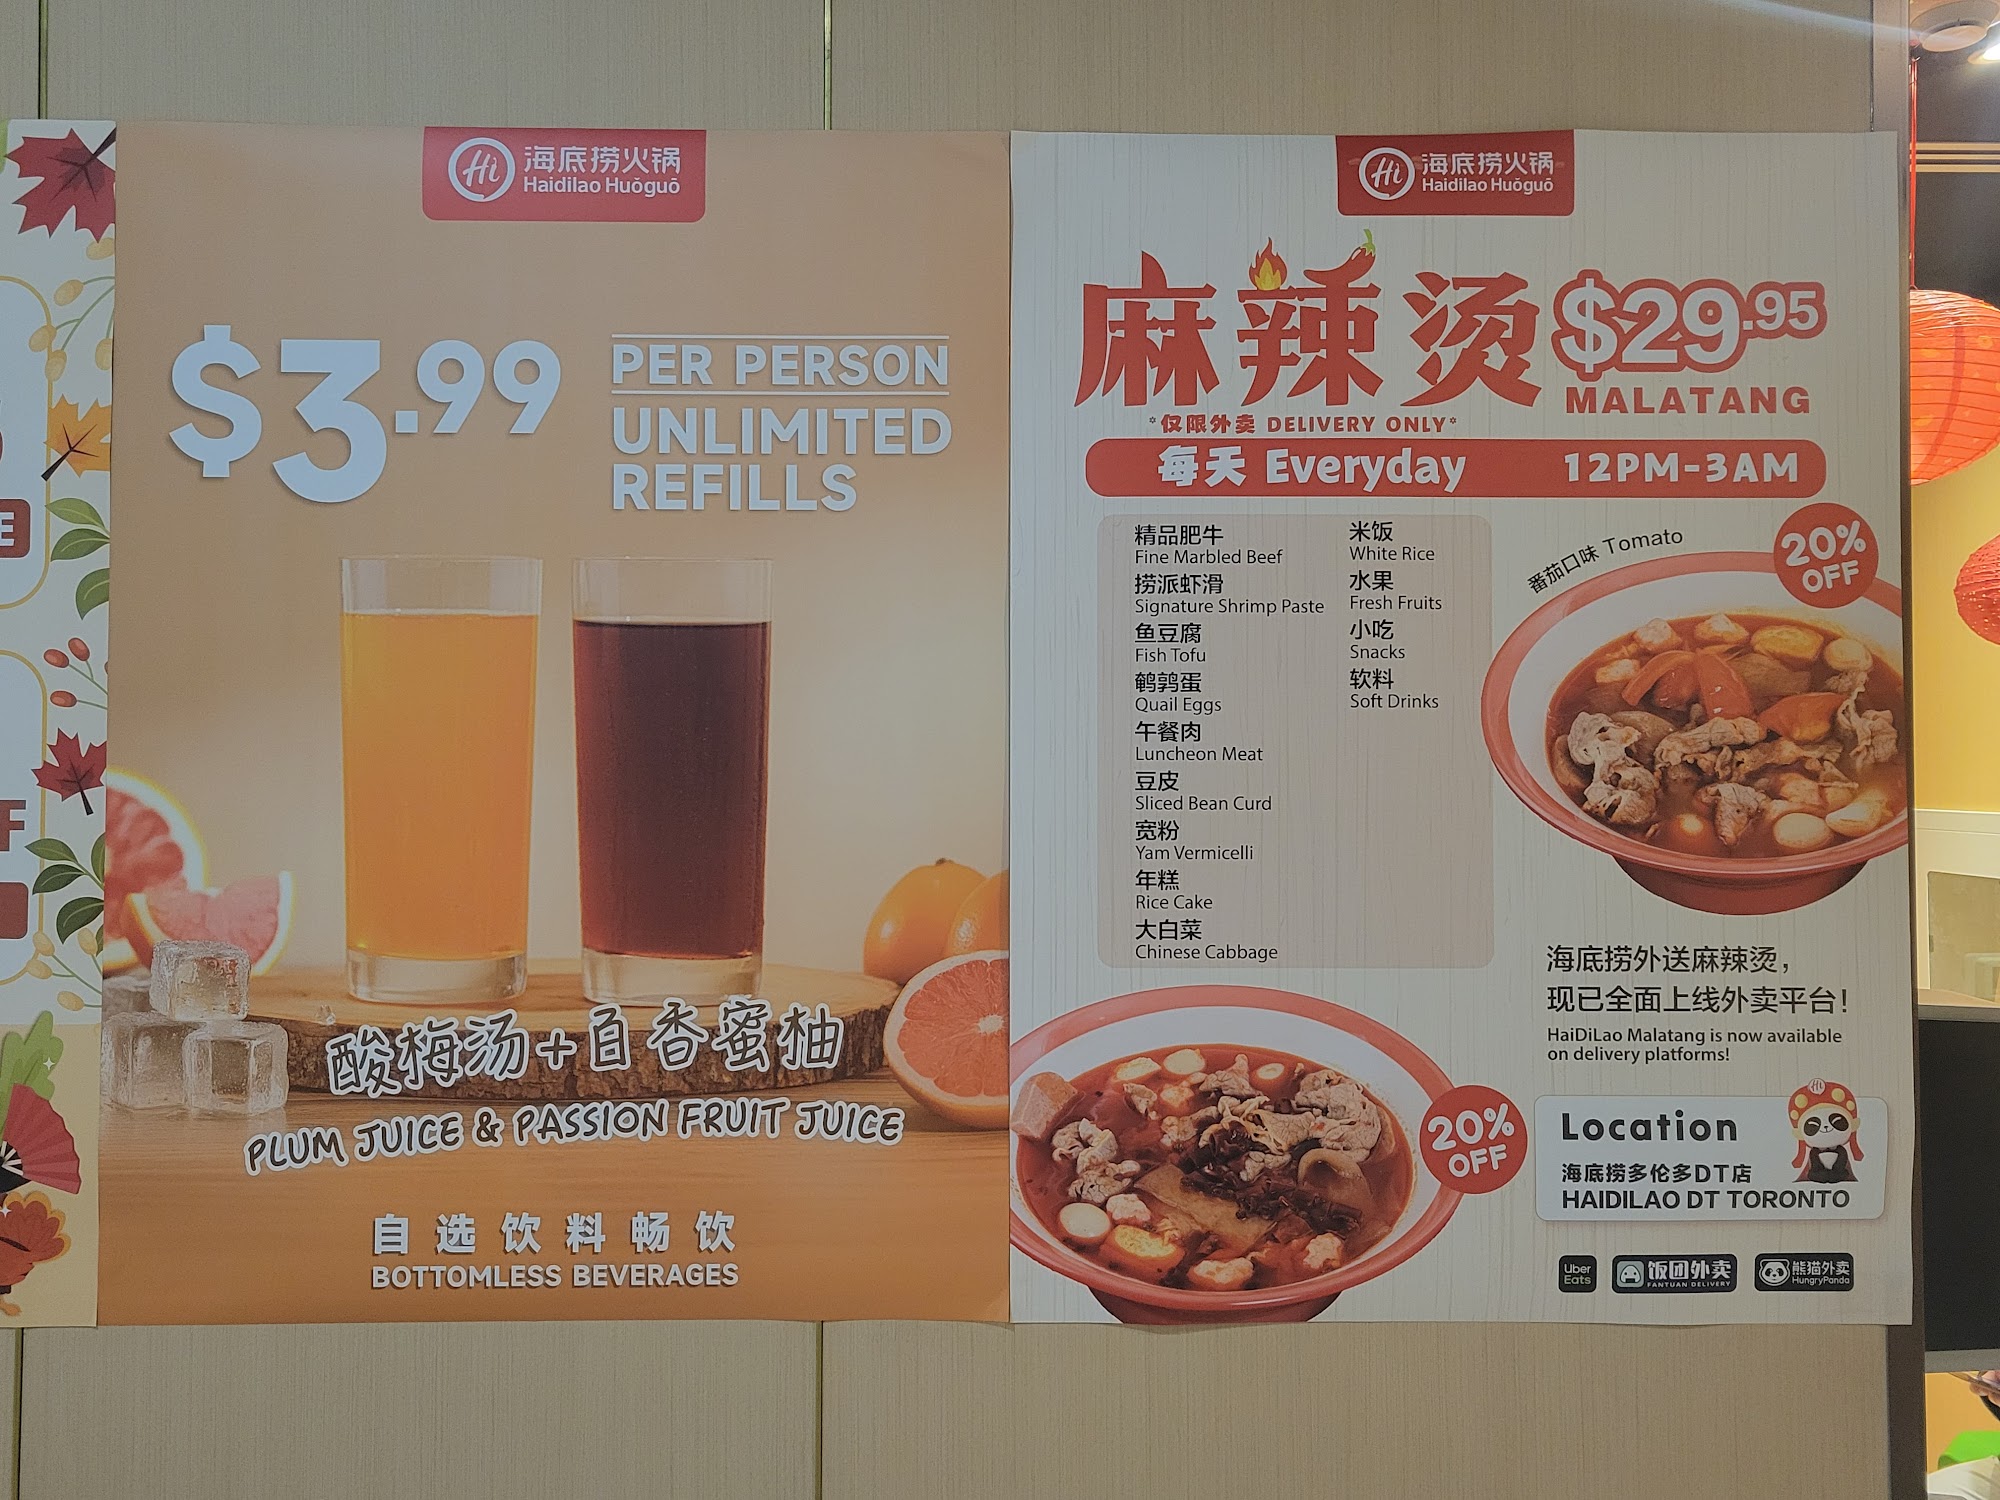 E
F
Hi 海底捞火锅
Haidilao Huǒguō
$3.99
PER PERSON
UNLIMITED
REFILLS
酸梅汤+百香蜜柚
PLUM JUICE & PASSION FRUIT JUICE
自选饮料畅饮
BOTTOMLESS BEVERAGES
Hi 海底捞火锅
Haidilao Huǒguō
麻辣烫 $29.95
MALATANG
*仅限外卖 DELIVERY ONLY*
每天 Everyday 12PM-3AM
精品肥牛
Fine Marbled Beef
捞派虾滑
Signature Shrimp Paste
鱼豆腐
Fish Tofu
鹌鹑蛋
Quail Eggs
午餐肉
Luncheon Meat
豆皮
Sliced Bean Curd
宽粉
Yam Vermicelli
年糕
Rice Cake
大白菜
Chinese Cabbage
米饭
White Rice
水果
Fresh Fruits
小吃
Snacks
软料
Soft Drinks
番茄口味 Tomato
20%
OFF
20%
OFF
海底捞外送麻辣烫，
现已全面上线外卖平台！
HaiDiLao Malatang is now available
on delivery platforms!
Location
海底捞多伦多DT店
HAIDILAO DT TORONTO
Uber
Eats
饭团外卖
FANTUAN DELIVERY
熊猫外卖
HungryPanda